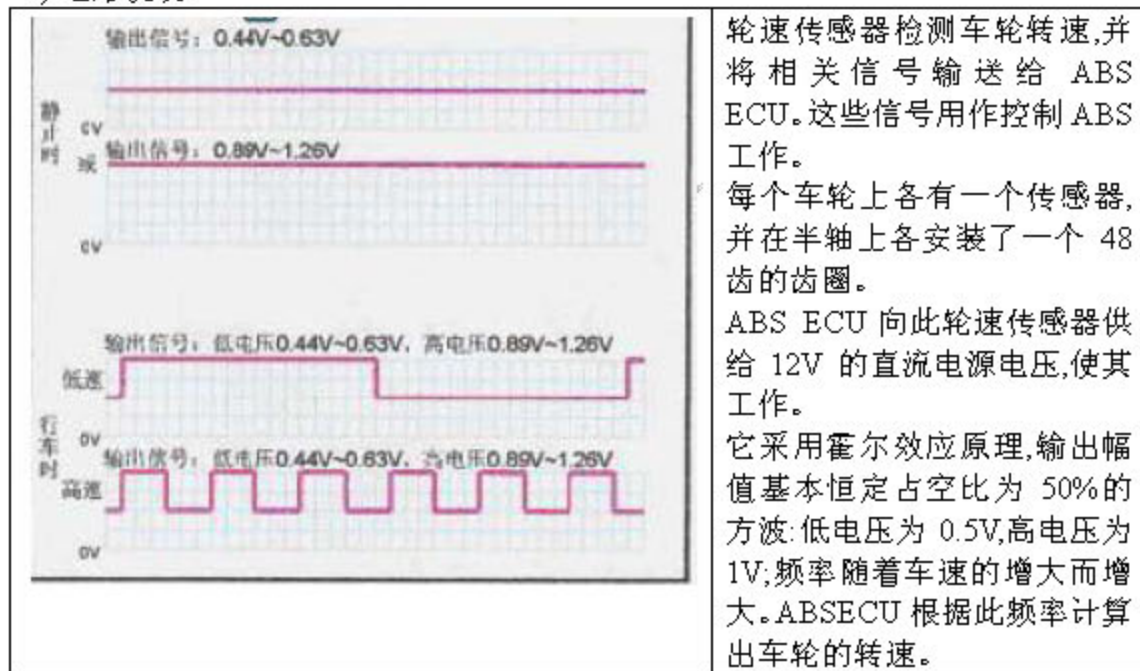 输出信号：0.44V~0.63V
静止时
0V
或
输出信号：0.89V~1.26V
0V
输出信号：低电压0.44V~0.63V，高电压0.89V~1.26V
低速
行车时
0V
输出信号：低电压0.44V~0.63V，高电压0.89V~1.26V
高速
0V
轮速传感器检测车轮转速,并
将相关信号输送给 ABS
ECU。这些信号用作控制 ABS
工作。
每个车轮上各有一个传感器,
并在半轴上各安装了一个 48
齿的齿圈。
ABS ECU 向此轮速传感器供
给 12V 的直流电源电压,使其
工作。
它采用霍尔效应原理,输出幅
值基本恒定占空比为 50%的
方波:低电压为 0.5V,高电压为
1V;频率随着车速的增大而增
大。ABSECU 根据此频率计算
出车轮的转速。